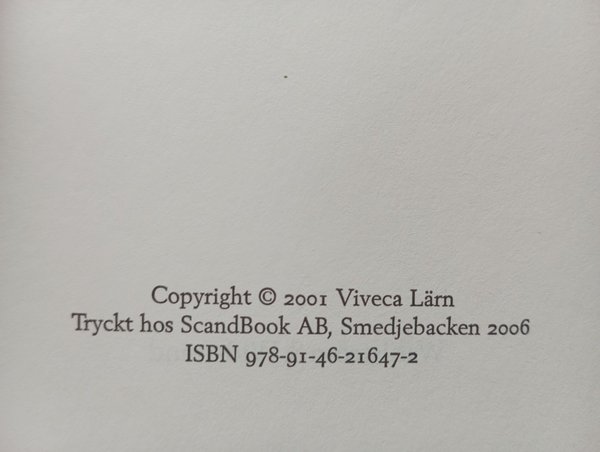 Copyright © 2001 Viveca Lärn
Tryckt hos ScandBook AB, Smedjebacken 2006
ISBN 978-91-46-21647-2